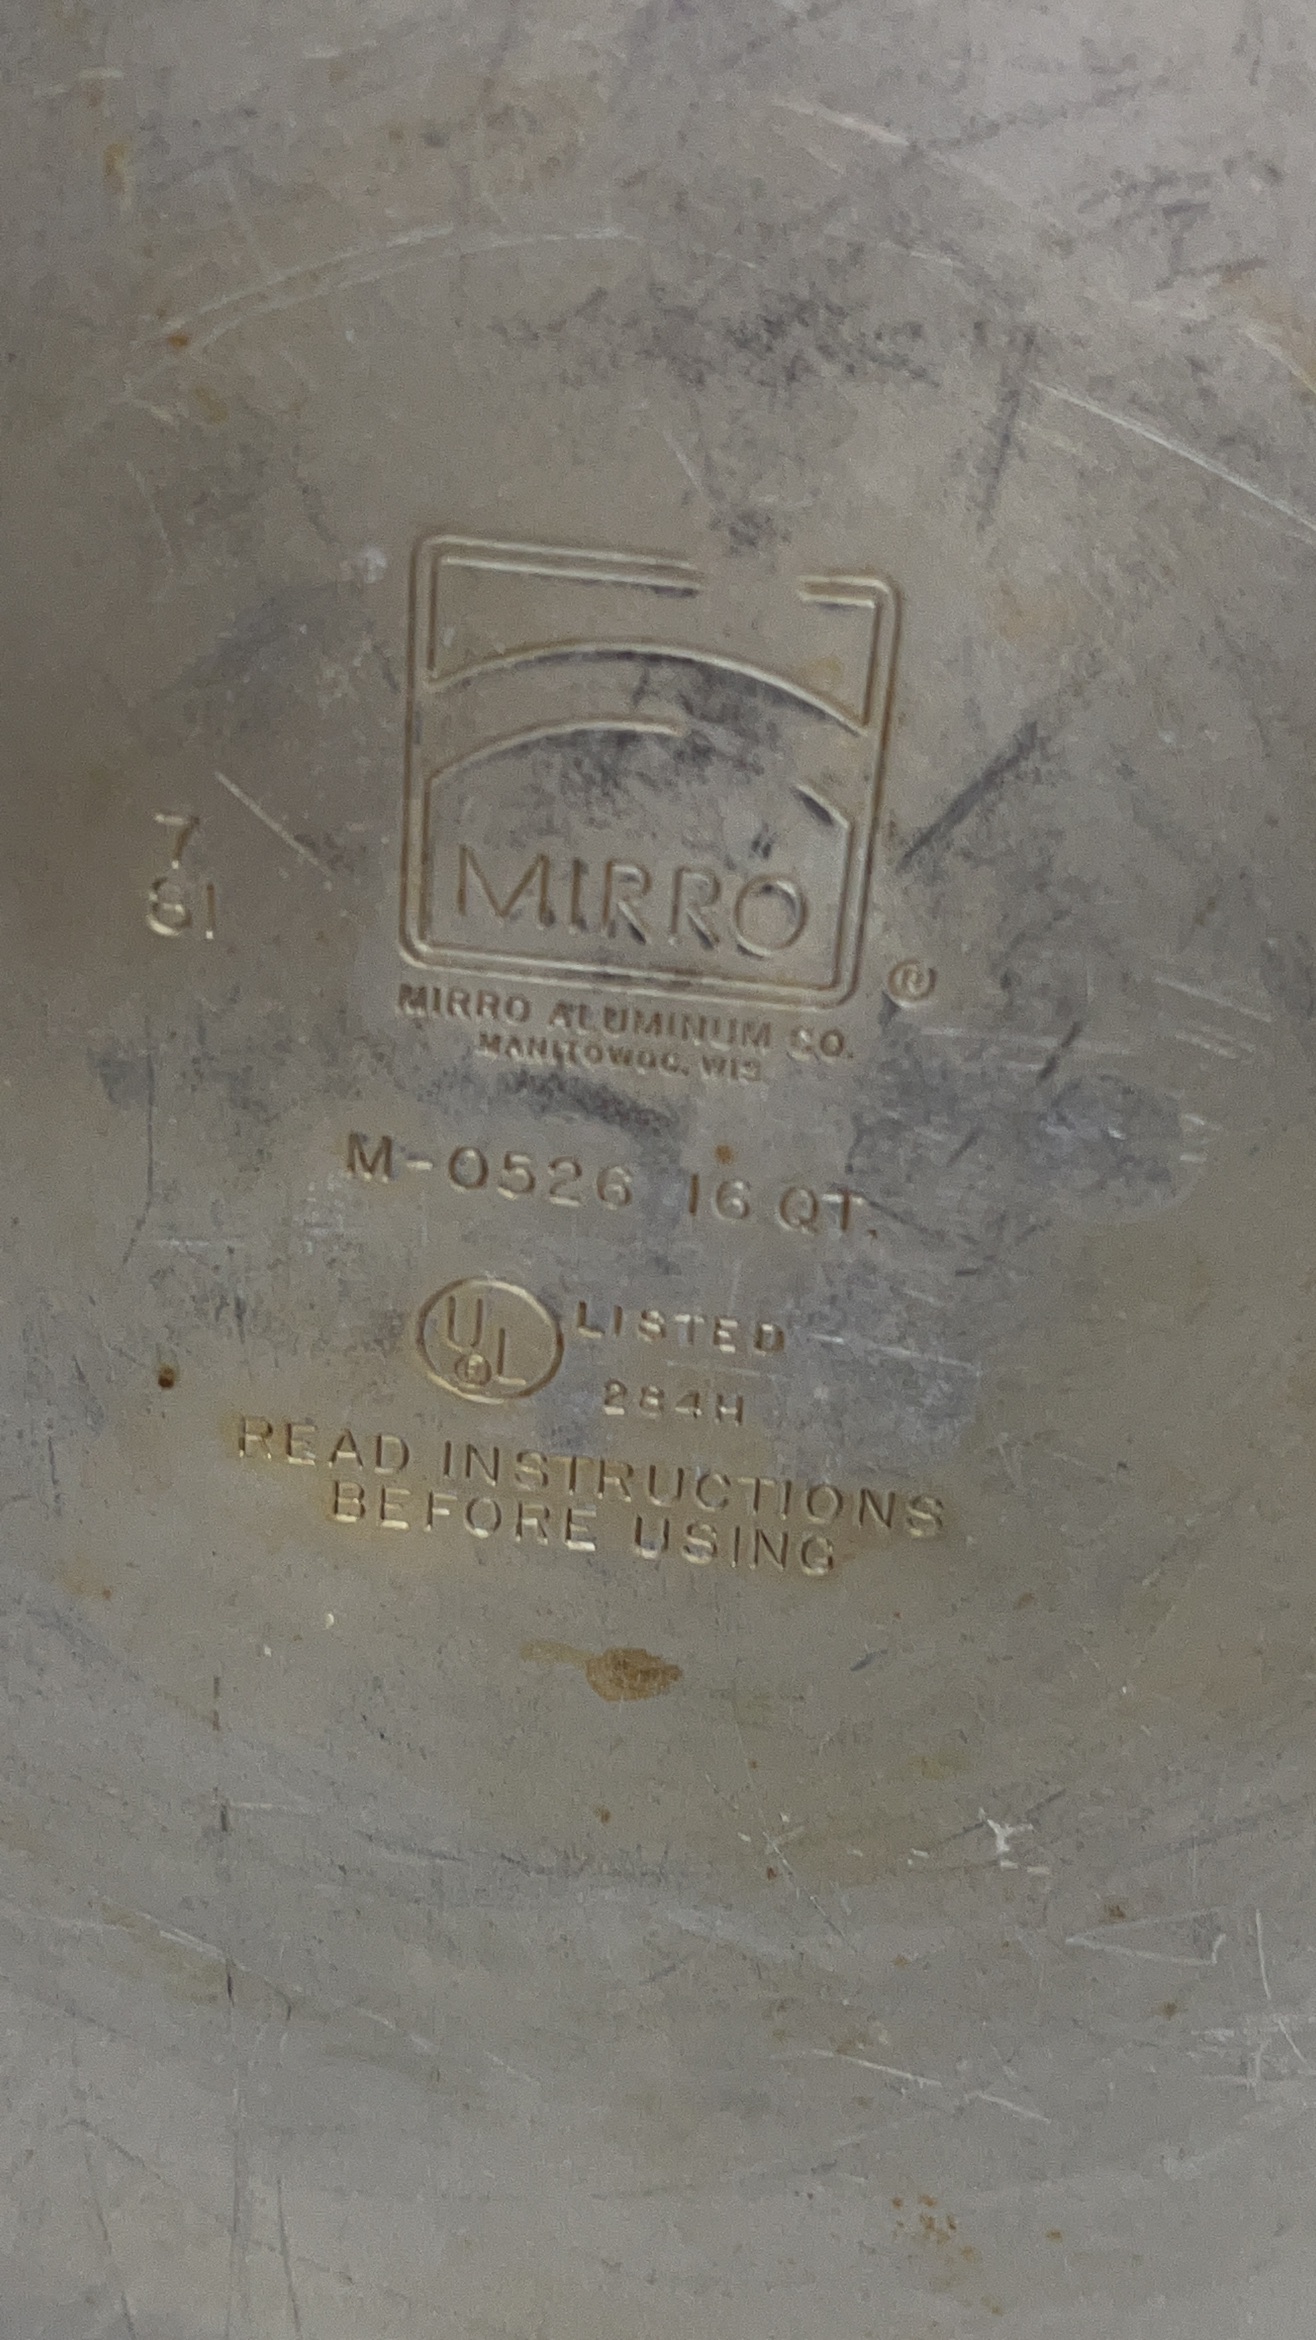 MIRRO
®
7
81
MIRRO ALUMINUM CO.
MANITOWOC, WIS
M-0526 16 QT.
UL® LISTED
284H
READ INSTRUCTIONS
BEFORE USING